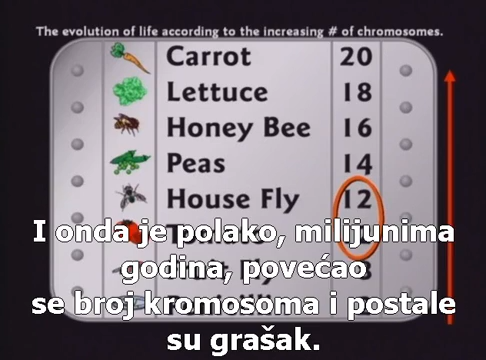 The evolution of life according to the increasing # of chromosomes.
Carrot 20
Lettuce 18
Honey Bee 16
Peas 14
House Fly 12
I onda je polako, milijunima
godina, povećao
se broj kromosoma i postale
su grašak.